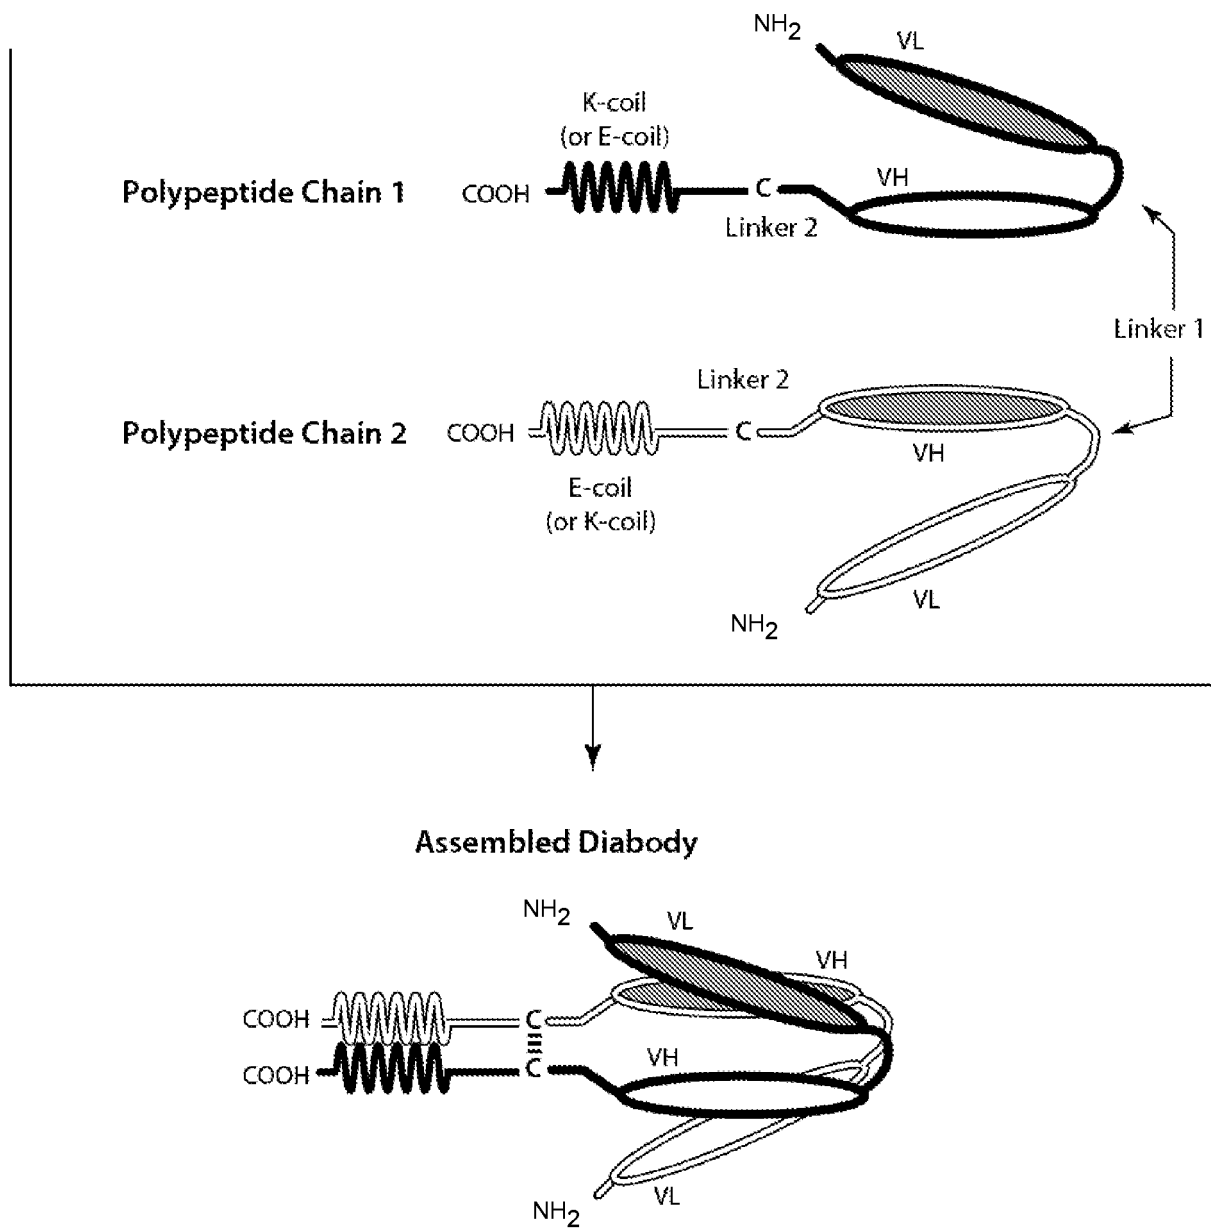 NH2
VL
K-coil
(or E-coil)
Polypeptide Chain 1
COOH
C
VH
Linker 2
Linker 1
Linker 2
Polypeptide Chain 2
COOH
C
VH
E-coil
(or K-coil)
VL
NH2
Assembled Diabody
NH2
VL
VH
COOH
C
VH
COOH
C
VL
NH2